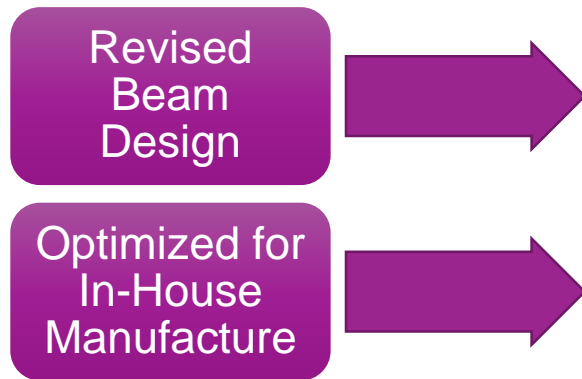 Revised
Beam
Design
Optimized for
In-House
Manufacture